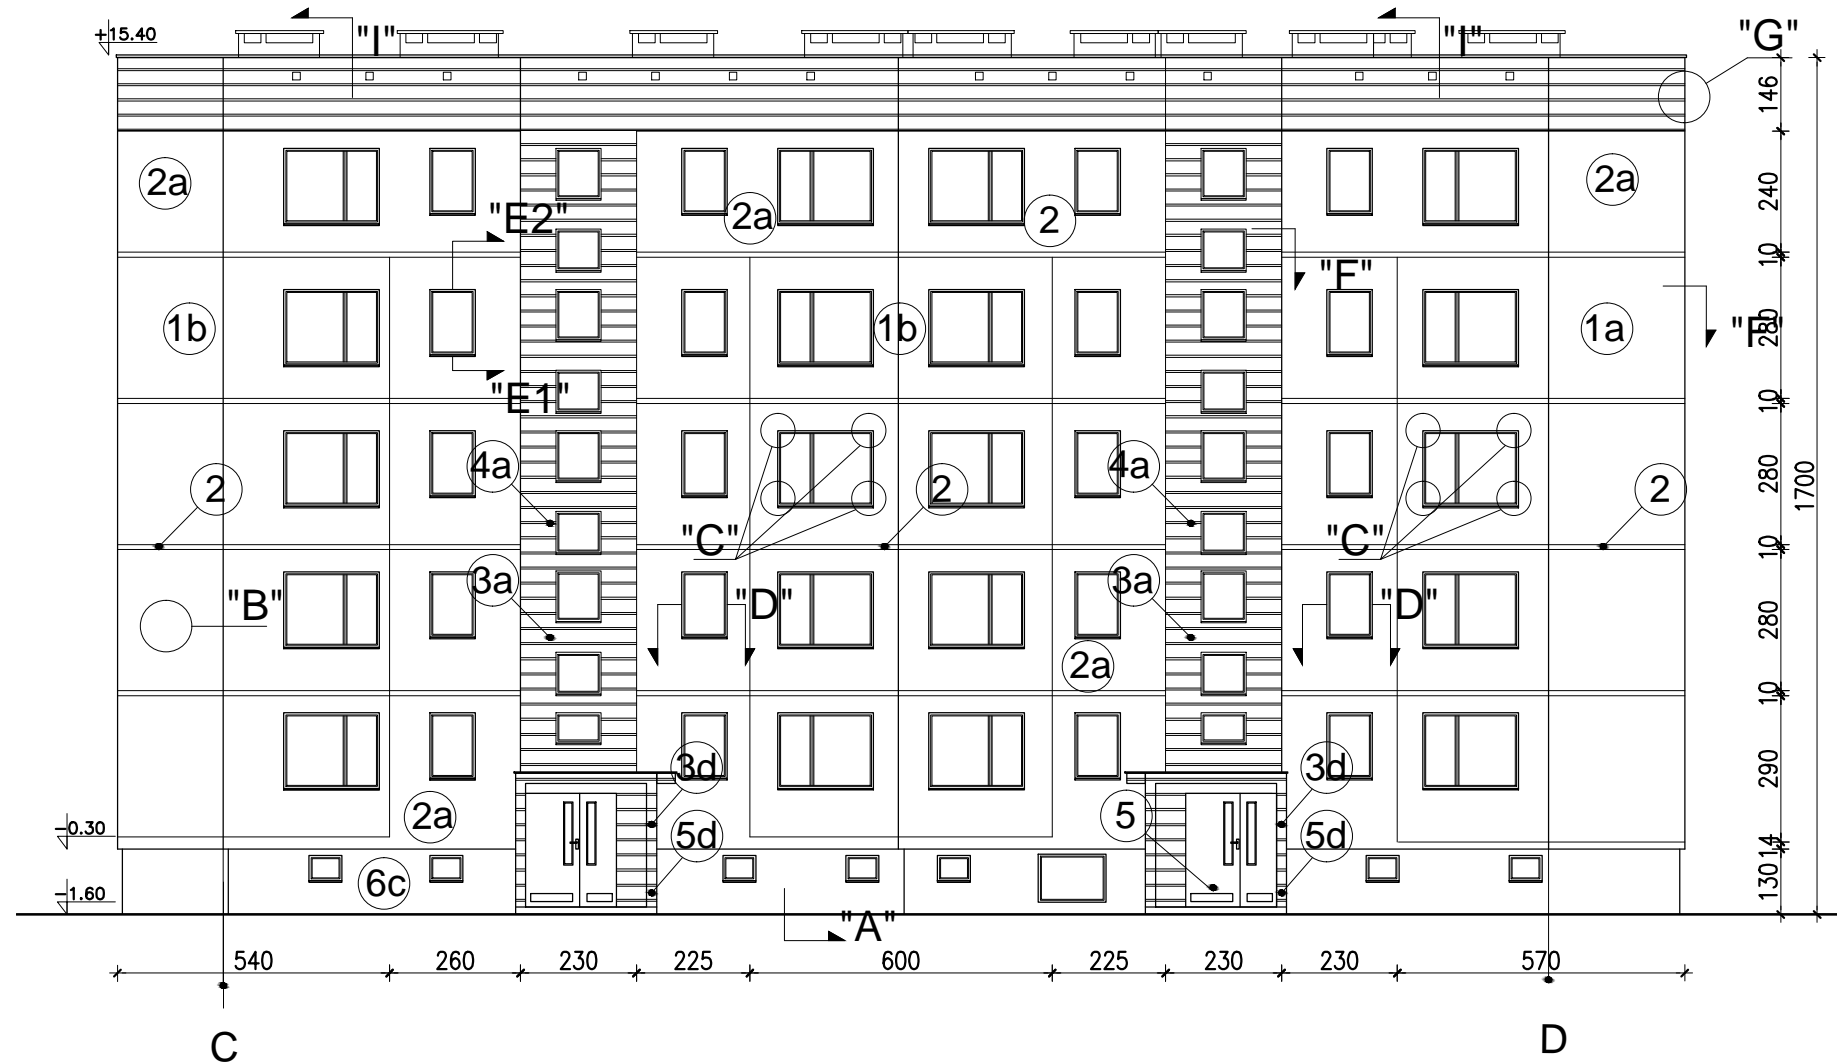 +15.40 "I" "I" "G"
146
2a 2a 2a 2
240
"E2"
10
"F"
1b 1b 1a
280
"F"
"E1"
10
4a 4a
280
2 2 2
1700
"C" "C"
10
3a 3a
"B" "D" "D"
280
2a
10
3d 3d
290
2a 5
-0.30 5d 5d
14
6c
130
-1.60
"A"
540 260 230 225 600 225 230 230 570
C D